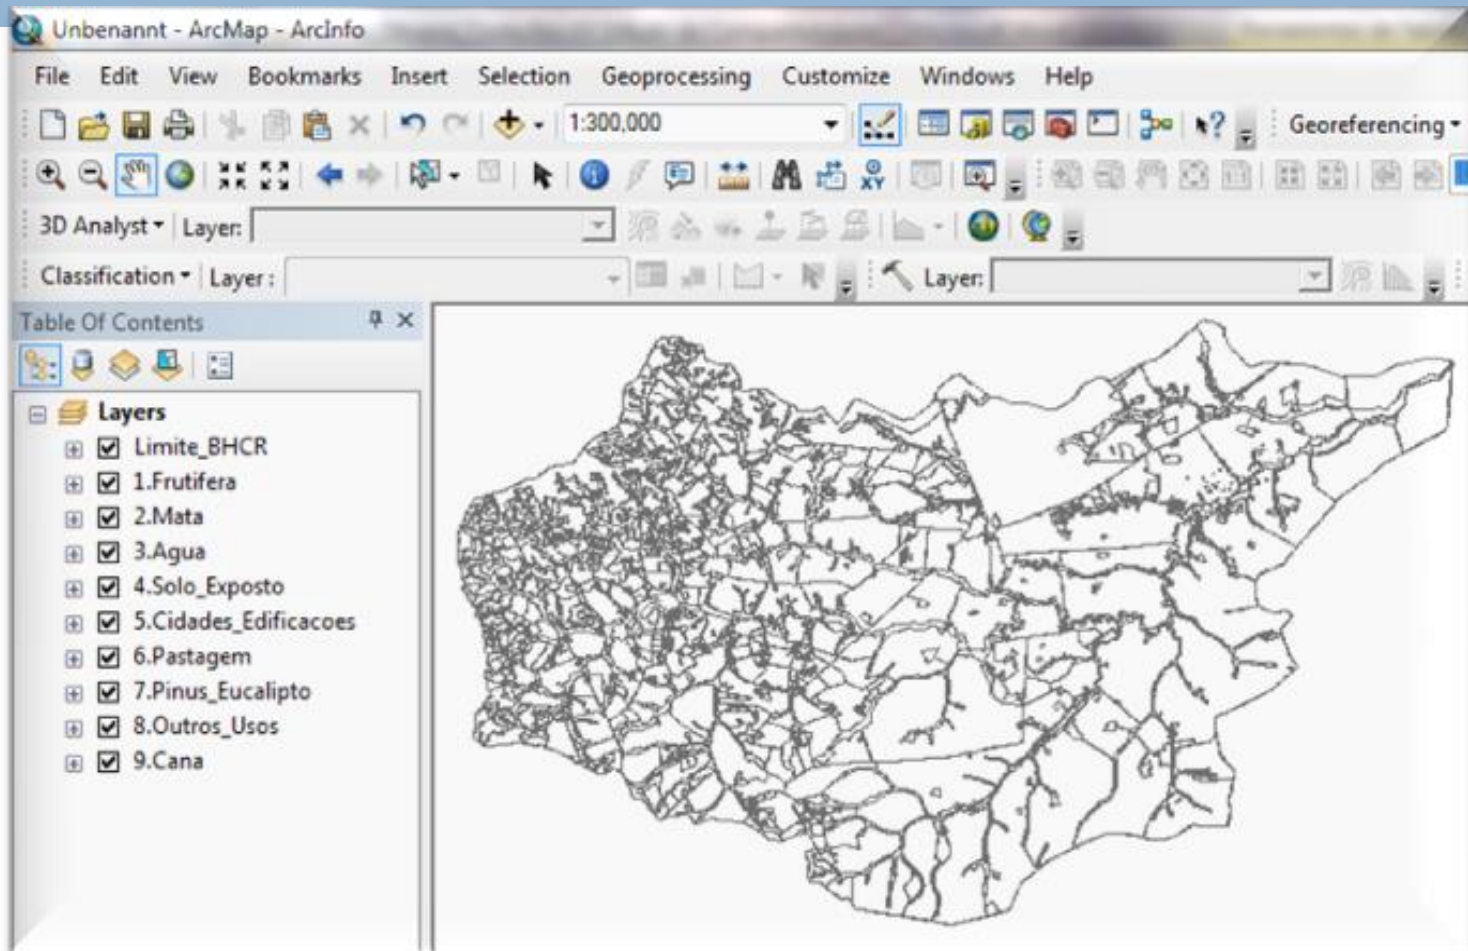 Unbenannt - ArcMap - ArcInfo
File Edit View Bookmarks Insert Selection Geoprocessing Customize Windows Help
1:300,000 Georeferencing
XY
3D Analyst Layer:
Classification Layer: Layer:
Table Of Contents
Layers
Limite_BHCR
1.Frutifera
2.Mata
3.Agua
4.Solo_Exposto
5.Cidades_Edificacoes
6.Pastagem
7.Pinus_Eucalipto
8.Outros_Usos
9.Cana